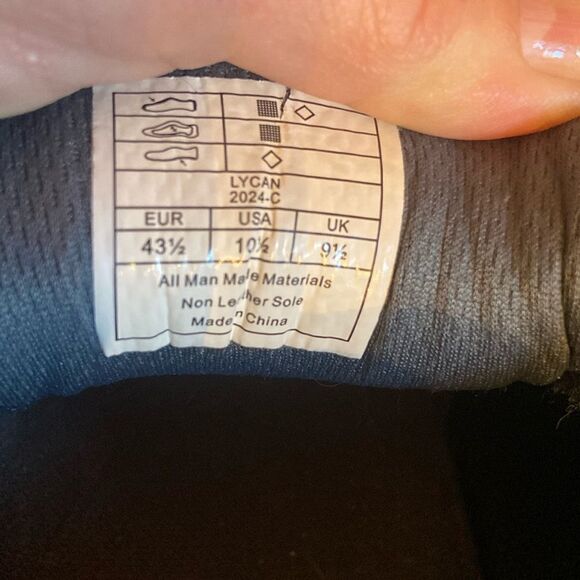 LYCAN
2024-C
EUR USA UK
43½ 10½ 9½
All Man Made Materials
Non Leather Sole
Made in China